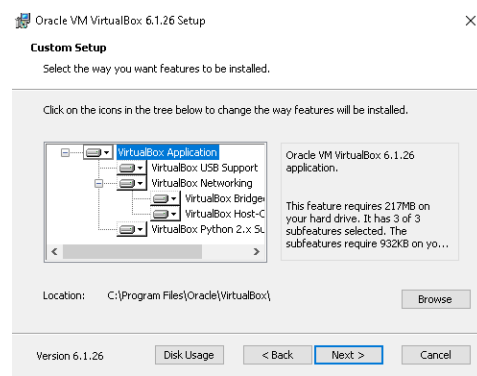 Oracle VM VirtualBox 6.1.26 Setup
Custom Setup
Select the way you want features to be installed.
Click on the icons in the tree below to change the way features will be installed.
VirtualBox Application
VirtualBox USB Support
VirtualBox Networking
VirtualBox Bridge
VirtualBox Host-C
VirtualBox Python 2.x Su
Oracle VM VirtualBox 6.1.26
application.
This feature requires 217MB on
your hard drive. It has 3 of 3
subfeatures selected. The
subfeatures require 932KB on yo...
Location: C:\Program Files\Oracle\VirtualBox\
Browse
Version 6.1.26 Disk Usage < Back Next > Cancel